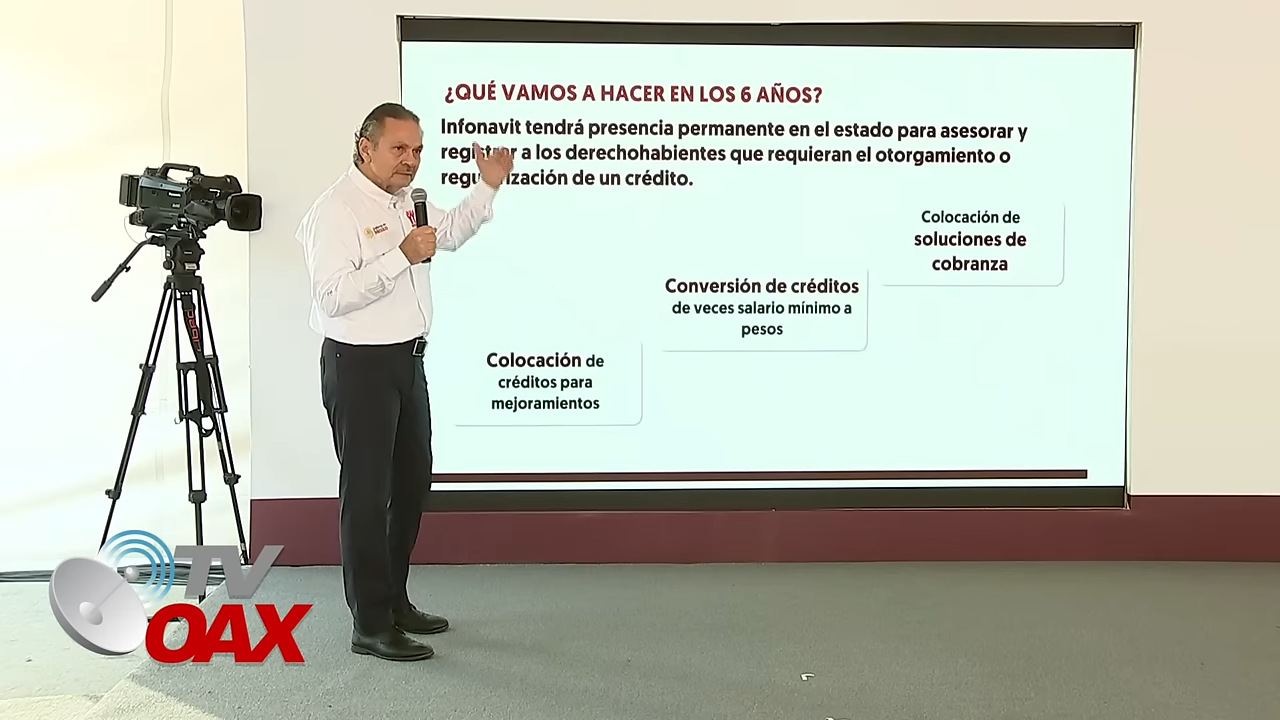 ¿QUÉ VAMOS A HACER EN LOS 6 AÑOS?
Infonavit tendrá presencia permanente en el estado para asesorar y
a los derechohabientes que requieran el otorgamiento o
de un crédito.
Colocación de
soluciones de
cobranza
Conversión de créditos
de veces salario mínimo a
pesos
Colocación de
créditos para
mejoramientos
México
Panasonic
TV
OAX